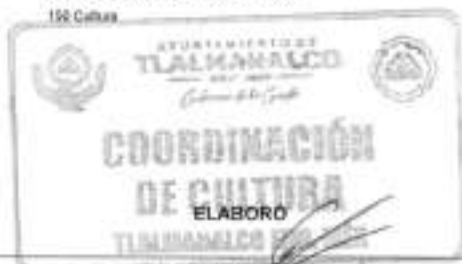 150 Cultura
AYUNTAMIENTO DE
TLALMANALCO
COORDINACIÓN
DE CULTURA
ELABORO
TLALMANALCO